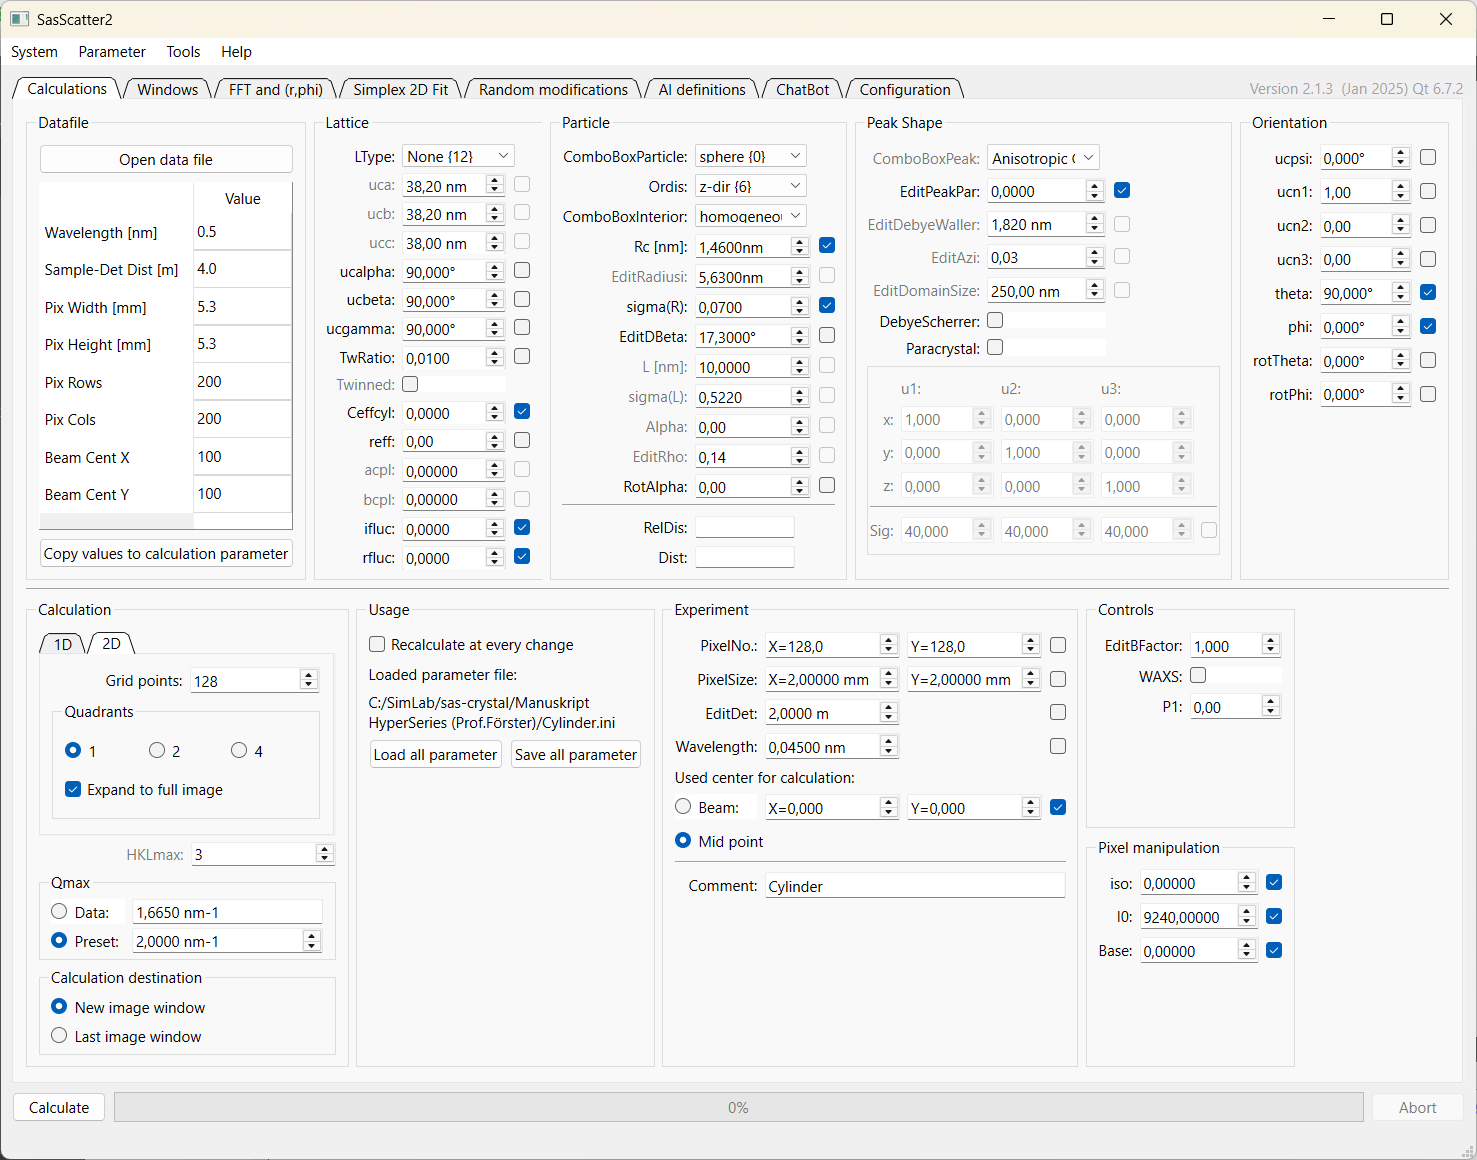 SasScatter2
System Parameter Tools Help
Calculations Windows FFT and (r,phi) Simplex 2D Fit Random modifications AI definitions ChatBot Configuration
Version 2.1.3 (Jan 2025) Qt 6.7.2
Datafile
Open data file
Value
Wavelength [nm] 0.5
Sample-Det Dist [m] 4.0
Pix Width [mm] 5.3
Pix Height [mm] 5.3
Pix Rows 200
Pix Cols 200
Beam Cent X 100
Beam Cent Y 100
Copy values to calculation parameter
Lattice
LType: None {12}
uca: 38,20 nm
ucb: 38,20 nm
ucc: 38,00 nm
ucalpha: 90,000°
ucbeta: 90,000°
ucgamma: 90,000°
TwRatio: 0,0100
Twinned:
Ceffcyl: 0,0000
reff: 0,00
acpl: 0,00000
bcpl: 0,00000
ifluc: 0,0000
rfluc: 0,0000
Particle
ComboBoxParticle: sphere {0}
Ordis: z-dir {6}
ComboBoxInterior: homogeneou
Rc [nm]: 1,4600nm
EditRadiusi: 5,6300nm
sigma(R): 0,0700
EditDBeta: 17,3000°
L [nm]: 10,0000
sigma(L): 0,5220
Alpha: 0,00
EditRho: 0,14
RotAlpha: 0,00
RelDis:
Dist:
Peak Shape
ComboBoxPeak: Anisotropic
EditPeakPar: 0,0000
EditDebyeWaller: 1,820 nm
EditAzi: 0,03
EditDomainSize: 250,00 nm
DebyeScherrer:
Paracrystal:
u1: u2: u3:
x: 1,000 0,000 0,000
y: 0,000 1,000 0,000
z: 0,000 0,000 1,000
Sig: 40,000 40,000 40,000
Orientation
ucpsi: 0,000°
ucn1: 1,00
ucn2: 0,00
ucn3: 0,00
theta: 90,000°
phi: 0,000°
rotTheta: 0,000°
rotPhi: 0,000°
Calculation
1D 2D
Grid points: 128
Quadrants
1 2 4
Expand to full image
HKLmax: 3
Qmax
Data: 1,6650 nm-1
Preset: 2,0000 nm-1
Calculation destination
New image window
Last image window
Usage
Recalculate at every change
Loaded parameter file:
C:/SimLab/sas-crystal/Manuskript
HyperSeries (Prof.Förster)/Cylinder.ini
Load all parameter Save all parameter
Experiment
PixelNo.: X=128,0 Y=128,0
PixelSize: X=2,00000 mm Y=2,00000 mm
EditDet: 2,0000 m
Wavelength: 0,04500 nm
Used center for calculation:
Beam: X=0,000 Y=0,000
Mid point
Comment: Cylinder
Controls
EditBFactor: 1,000
WAXS:
P1: 0,00
Pixel manipulation
iso: 0,00000
I0: 9240,00000
Base: 0,00000
Calculate 0% Abort